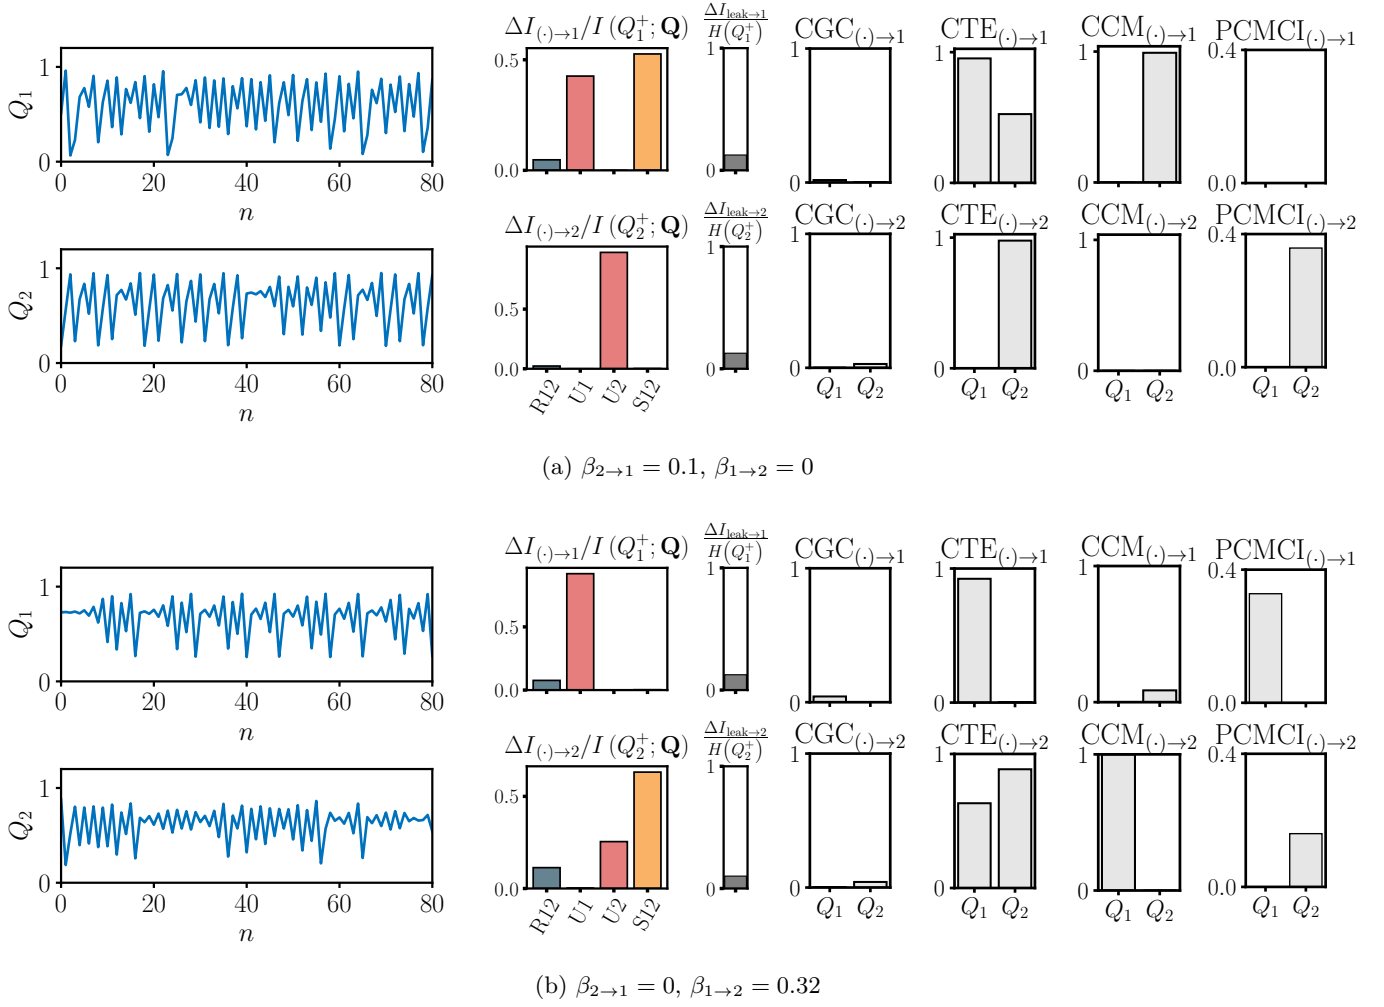 ΔI(·)→1/I(Q1+; Q) ΔIleak→1/H(Q1+) CGC(·)→1 CTE(·)→1 CCM(·)→1 PCMCI(·)→1
Q1 1 0 0.5 0.0 1 0 1 0 1 0 1 0 0.4 0.0
0 20 40 60 80
n
ΔI(·)→2/I(Q2+; Q) ΔIleak→2/H(Q2+) CGC(·)→2 CTE(·)→2 CCM(·)→2 PCMCI(·)→2
Q2 1 0 0.5 0.0 1 0 1 0 1 0 1 0 0.4 0.0
0 20 40 60 80 R12 U1 U2 S12 Q1 Q2 Q1 Q2 Q1 Q2 Q1 Q2
n
(a) β2→1 = 0.1, β1→2 = 0
ΔI(·)→1/I(Q1+; Q) ΔIleak→1/H(Q1+) CGC(·)→1 CTE(·)→1 CCM(·)→1 PCMCI(·)→1
Q1 1 0 0.5 0.0 1 0 1 0 1 0 1 0 0.4 0.0
0 20 40 60 80
n
ΔI(·)→2/I(Q2+; Q) ΔIleak→2/H(Q2+) CGC(·)→2 CTE(·)→2 CCM(·)→2 PCMCI(·)→2
Q2 1 0 0.5 0.0 1 0 1 0 1 0 1 0 0.4 0.0
0 20 40 60 80 R12 U1 U2 S12 Q1 Q2 Q1 Q2 Q1 Q2 Q1 Q2
n
(b) β2→1 = 0, β1→2 = 0.32